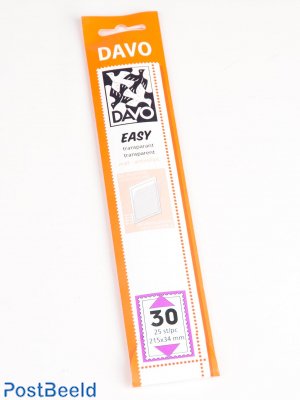 DAVO
DAVO
EASY
transparant
transparent
30
25 st/pc
215x34 mm
PostBeeld